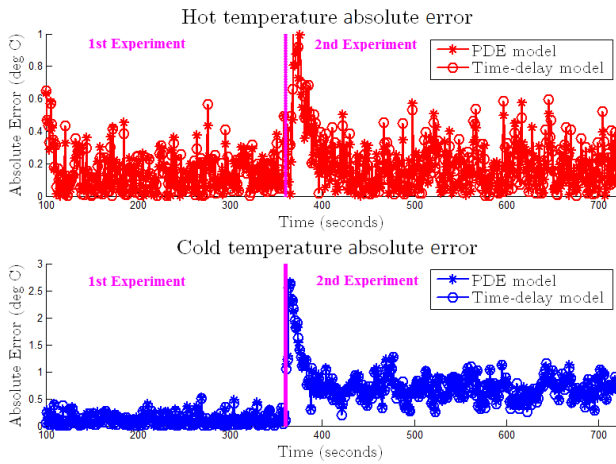 Hot temperature absolute error
1st Experiment
2nd Experiment
PDE model
Time-delay model
Absolute Error (deg C)
1
0.8
0.6
0.4
0.2
0
100 200 300 400 500 600 700
Time (seconds)
Cold temperature absolute error
1st Experiment
2nd Experiment
PDE model
Time-delay model
Absolute Error (deg C)
3
2.5
2
1.5
1
0.5
0
100 200 300 400 500 600 700
Time (seconds)